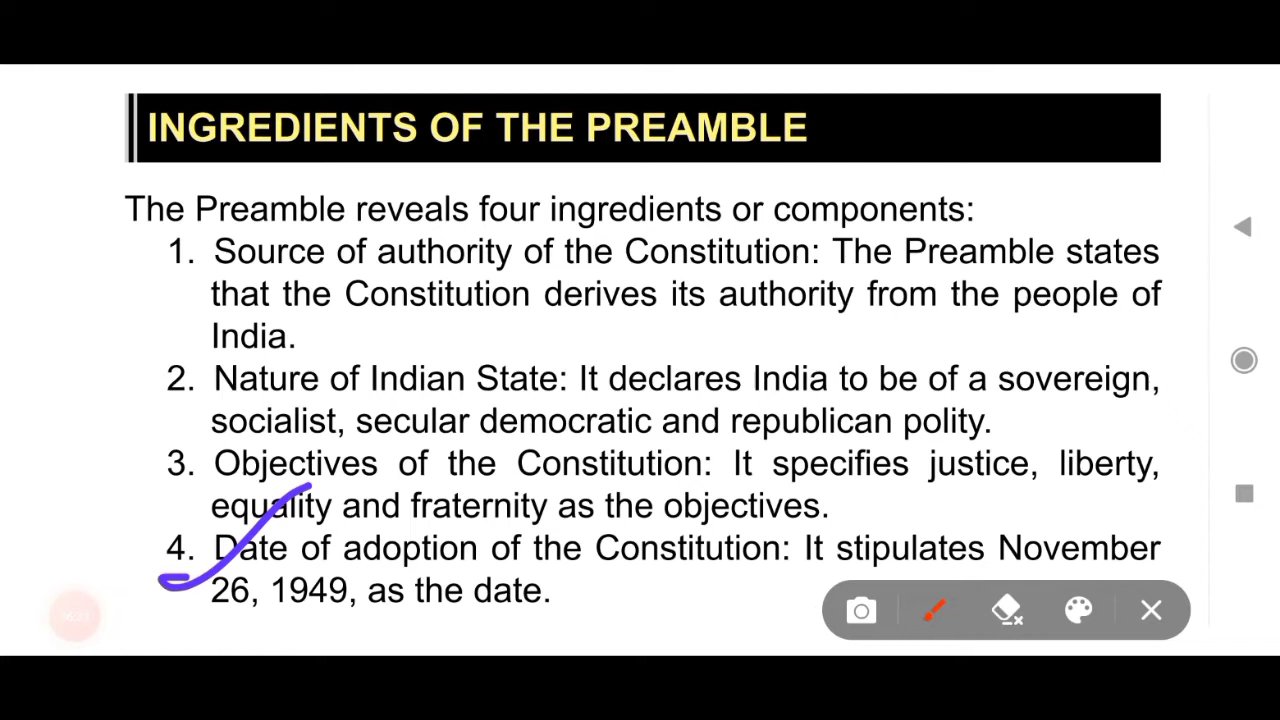 INGREDIENTS OF THE PREAMBLE
The Preamble reveals four ingredients or components:
1. Source of authority of the Constitution: The Preamble states
that the Constitution derives its authority from the people of
India.
2. Nature of Indian State: It declares India to be of a sovereign,
socialist, secular democratic and republican polity.
3. Objectives of the Constitution: It specifies justice, liberty,
equality and fraternity as the objectives.
4. Date of adoption of the Constitution: It stipulates November
26, 1949, as the date.